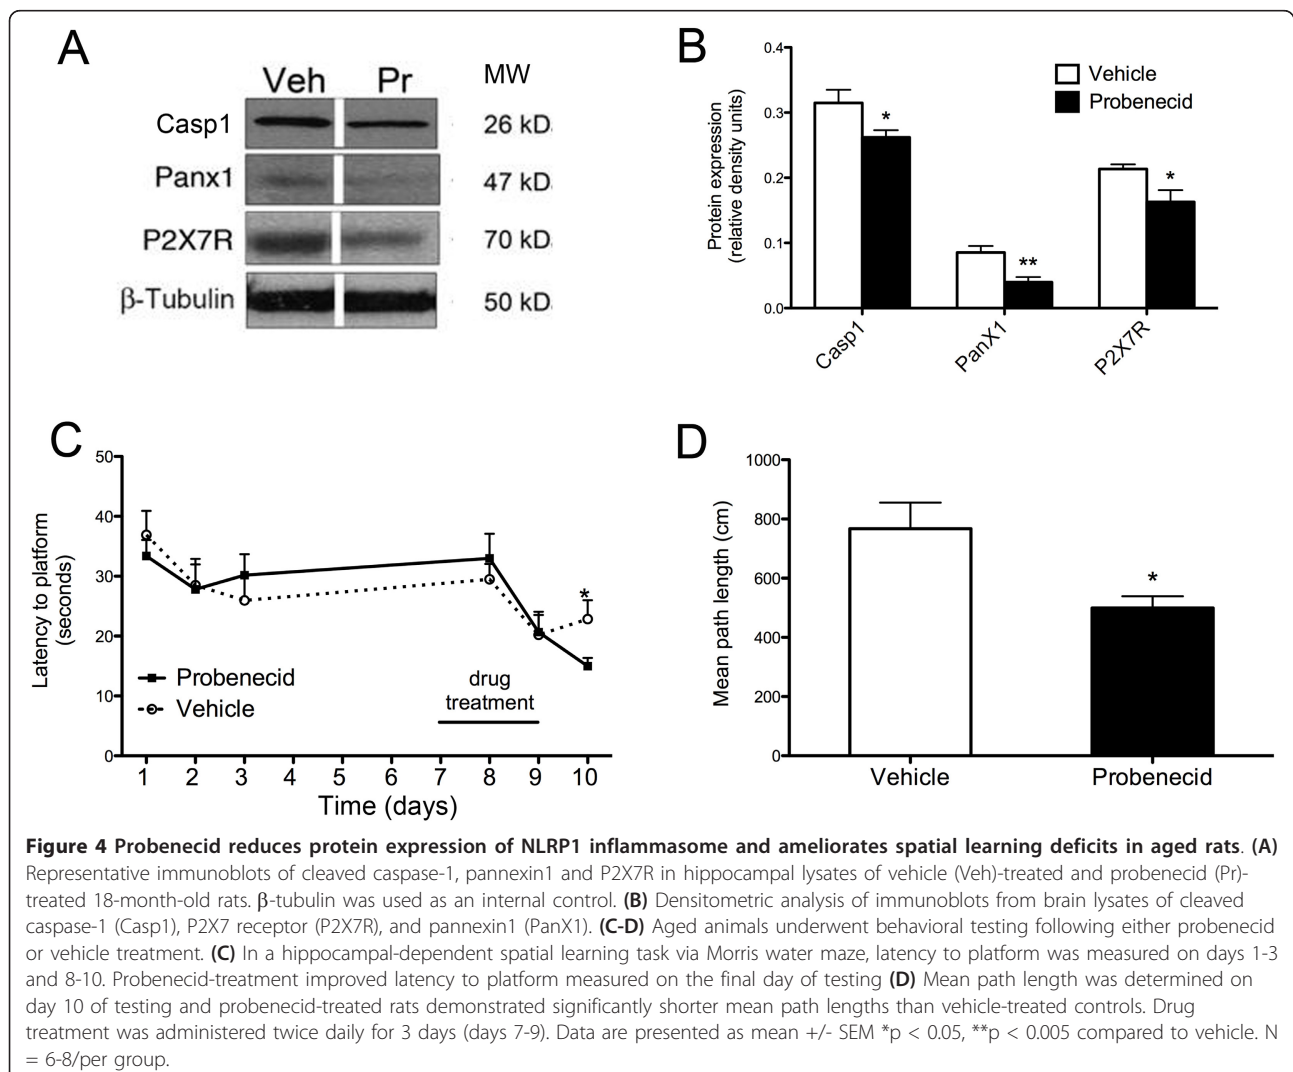 A
Veh Pr MW
Casp1 26 kD
Panx1 47 kD
P2X7R 70 kD
β-Tubulin 50 kD
B
Protein expression
(relative density units)
0.4
0.3
0.2
0.1
0.0
Vehicle
Probenecid
*
**
*
Casp1
PanX1
P2X7R
C
Latency to platform
(seconds)
50
40
30
20
10
0
*
Probenecid
Vehicle
drug
treatment
1 2 3 4 5 6 7 8 9 10
Time (days)
D
Mean path length (cm)
1000
800
600
400
200
0
*
Vehicle Probenecid
Figure 4 Probenecid reduces protein expression of NLRP1 inflammasome and ameliorates spatial learning deficits in aged rats. (A)
Representative immunoblots of cleaved caspase-1, pannexin1 and P2X7R in hippocampal lysates of vehicle (Veh)-treated and probenecid (Pr)-
treated 18-month-old rats. β-tubulin was used as an internal control. (B) Densitometric analysis of immunoblots from brain lysates of cleaved
caspase-1 (Casp1), P2X7 receptor (P2X7R), and pannexin1 (PanX1). (C-D) Aged animals underwent behavioral testing following either probenecid
or vehicle treatment. (C) In a hippocampal-dependent spatial learning task via Morris water maze, latency to platform was measured on days 1-3
and 8-10. Probenecid-treatment improved latency to platform measured on the final day of testing (D) Mean path length was determined on
day 10 of testing and probenecid-treated rats demonstrated significantly shorter mean path lengths than vehicle-treated controls. Drug
treatment was administered twice daily for 3 days (days 7-9). Data are presented as mean +/- SEM *p < 0.05, **p < 0.005 compared to vehicle. N
= 6-8/per group.